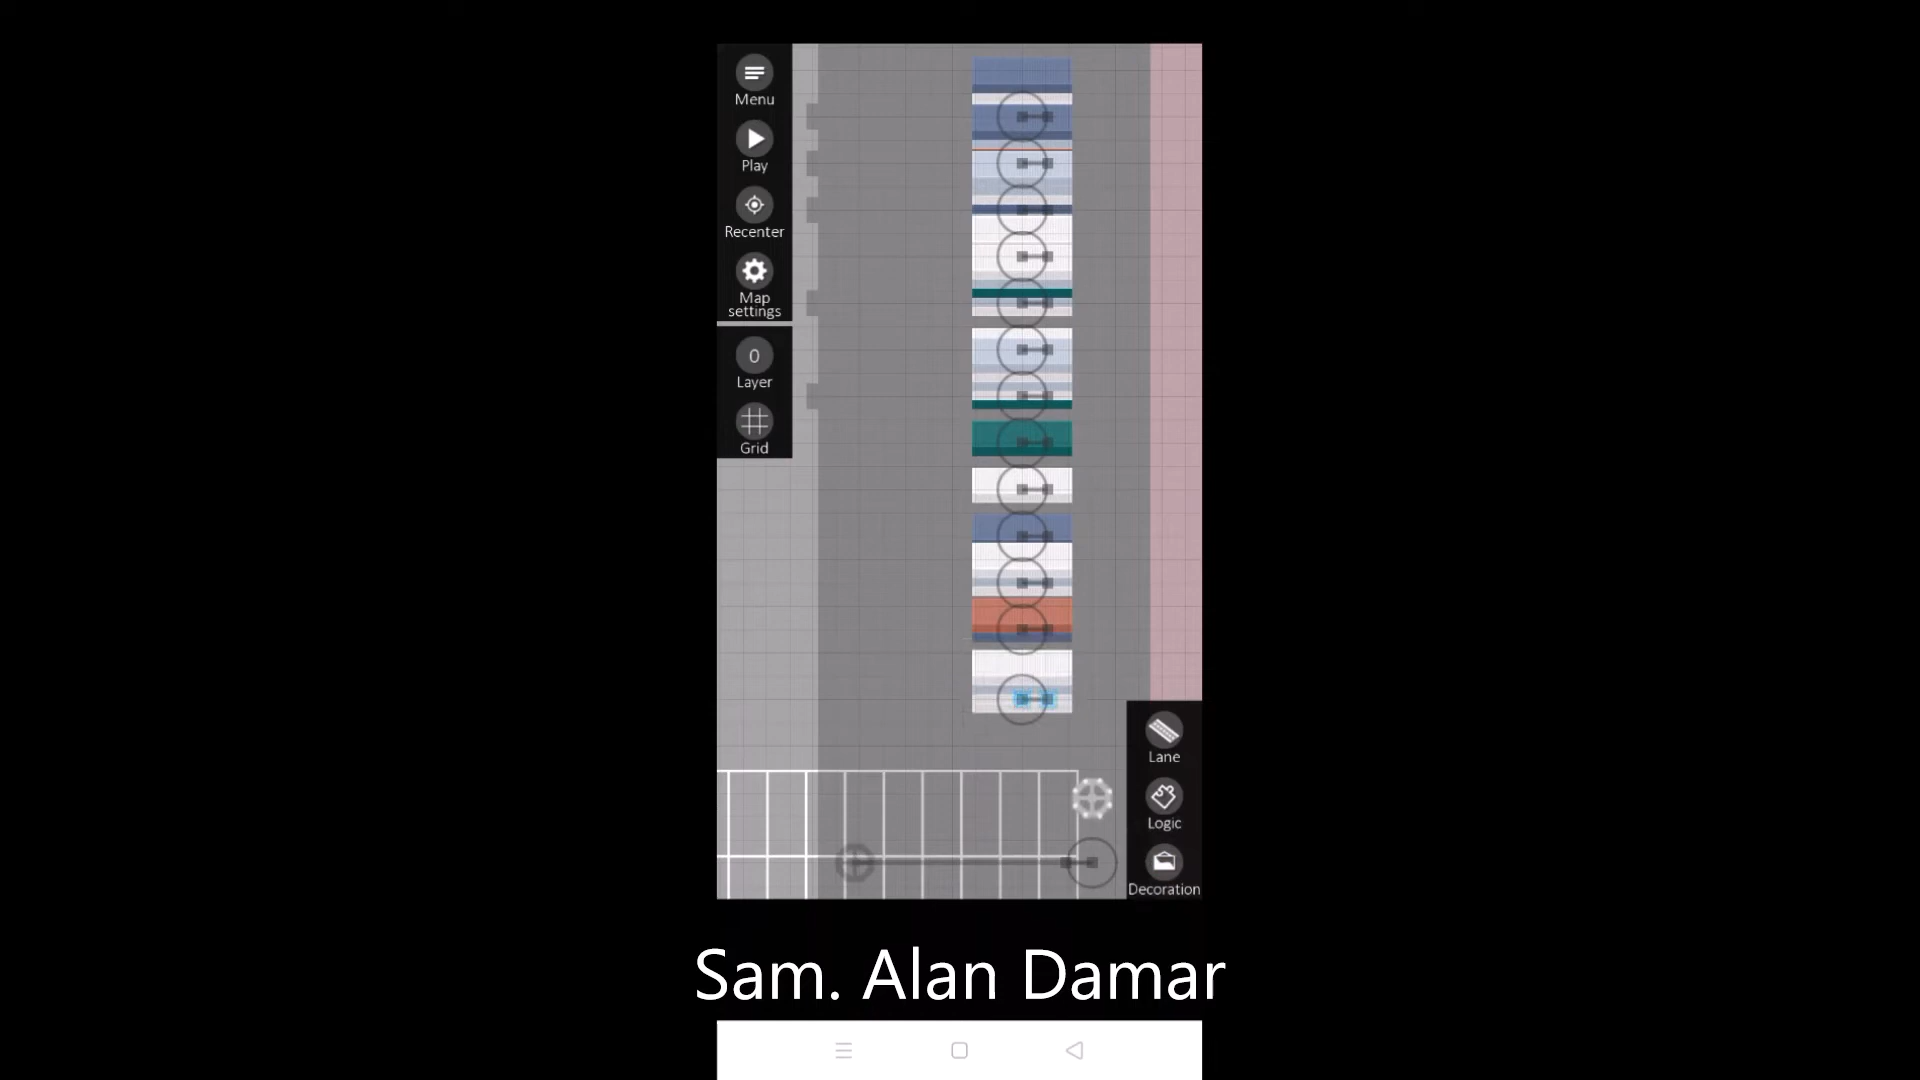 Menu
Play
Recenter
Map
settings
0
Layer
Grid
Lane
Logic
Decoration
Sam. Alan Damar